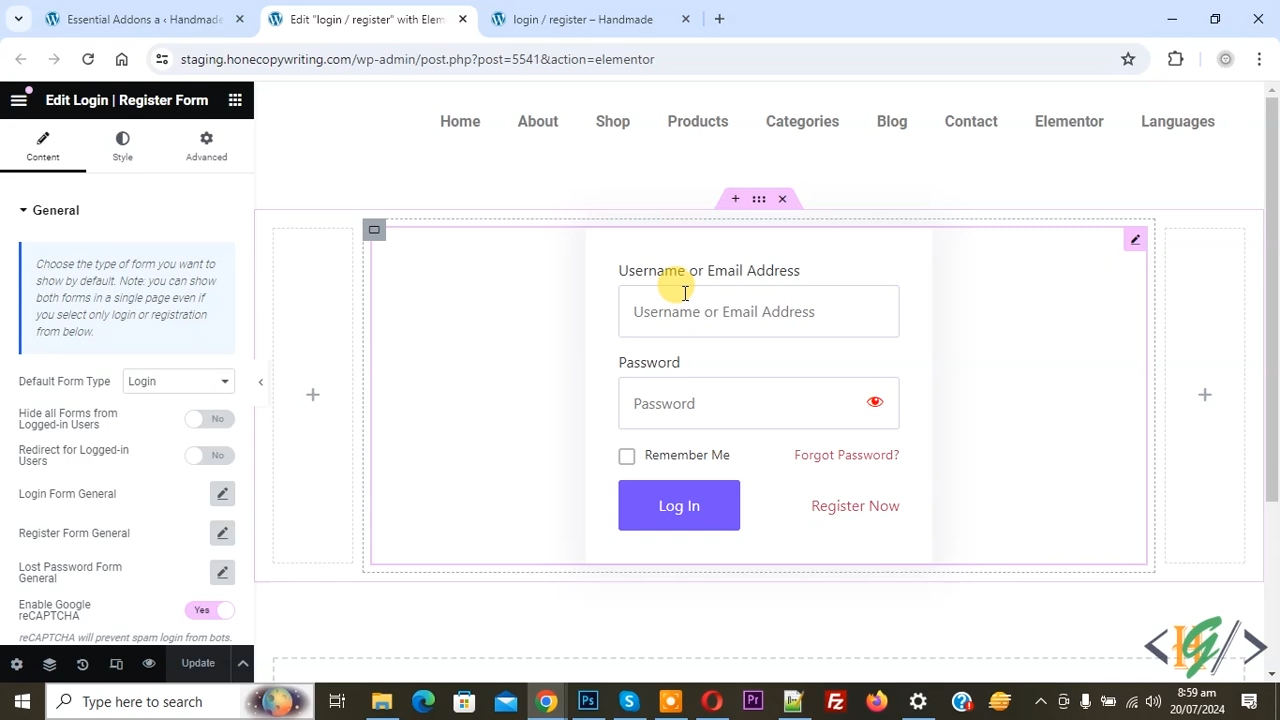 Essential Addons a ‹ Handmade
Edit "login / register" with Elem
login / register – Handmade
staging.honecopywriting.com/wp-admin/post.php?post=5541&action=elementor
Edit Login | Register Form
Content
Style
Advanced
General
Choose the type of form you want to
show by default. Note: you can show
both forms in a single page even if
you select only login or registration
from below.
Default Form Type
Login
Hide all Forms from
Logged-in Users
No
Redirect for Logged-in
Users
No
Login Form General
Register Form General
Lost Password Form
General
Enable Google
reCAPTCHA
Yes
reCAPTCHA will prevent spam login from bots.
Update
Home
About
Shop
Products
Categories
Blog
Contact
Elementor
Languages
Username or Email Address
Username or Email Address
Password
Password
Remember Me
Forgot Password?
Log In
Register Now
Type here to search
8:59 am
20/07/2024